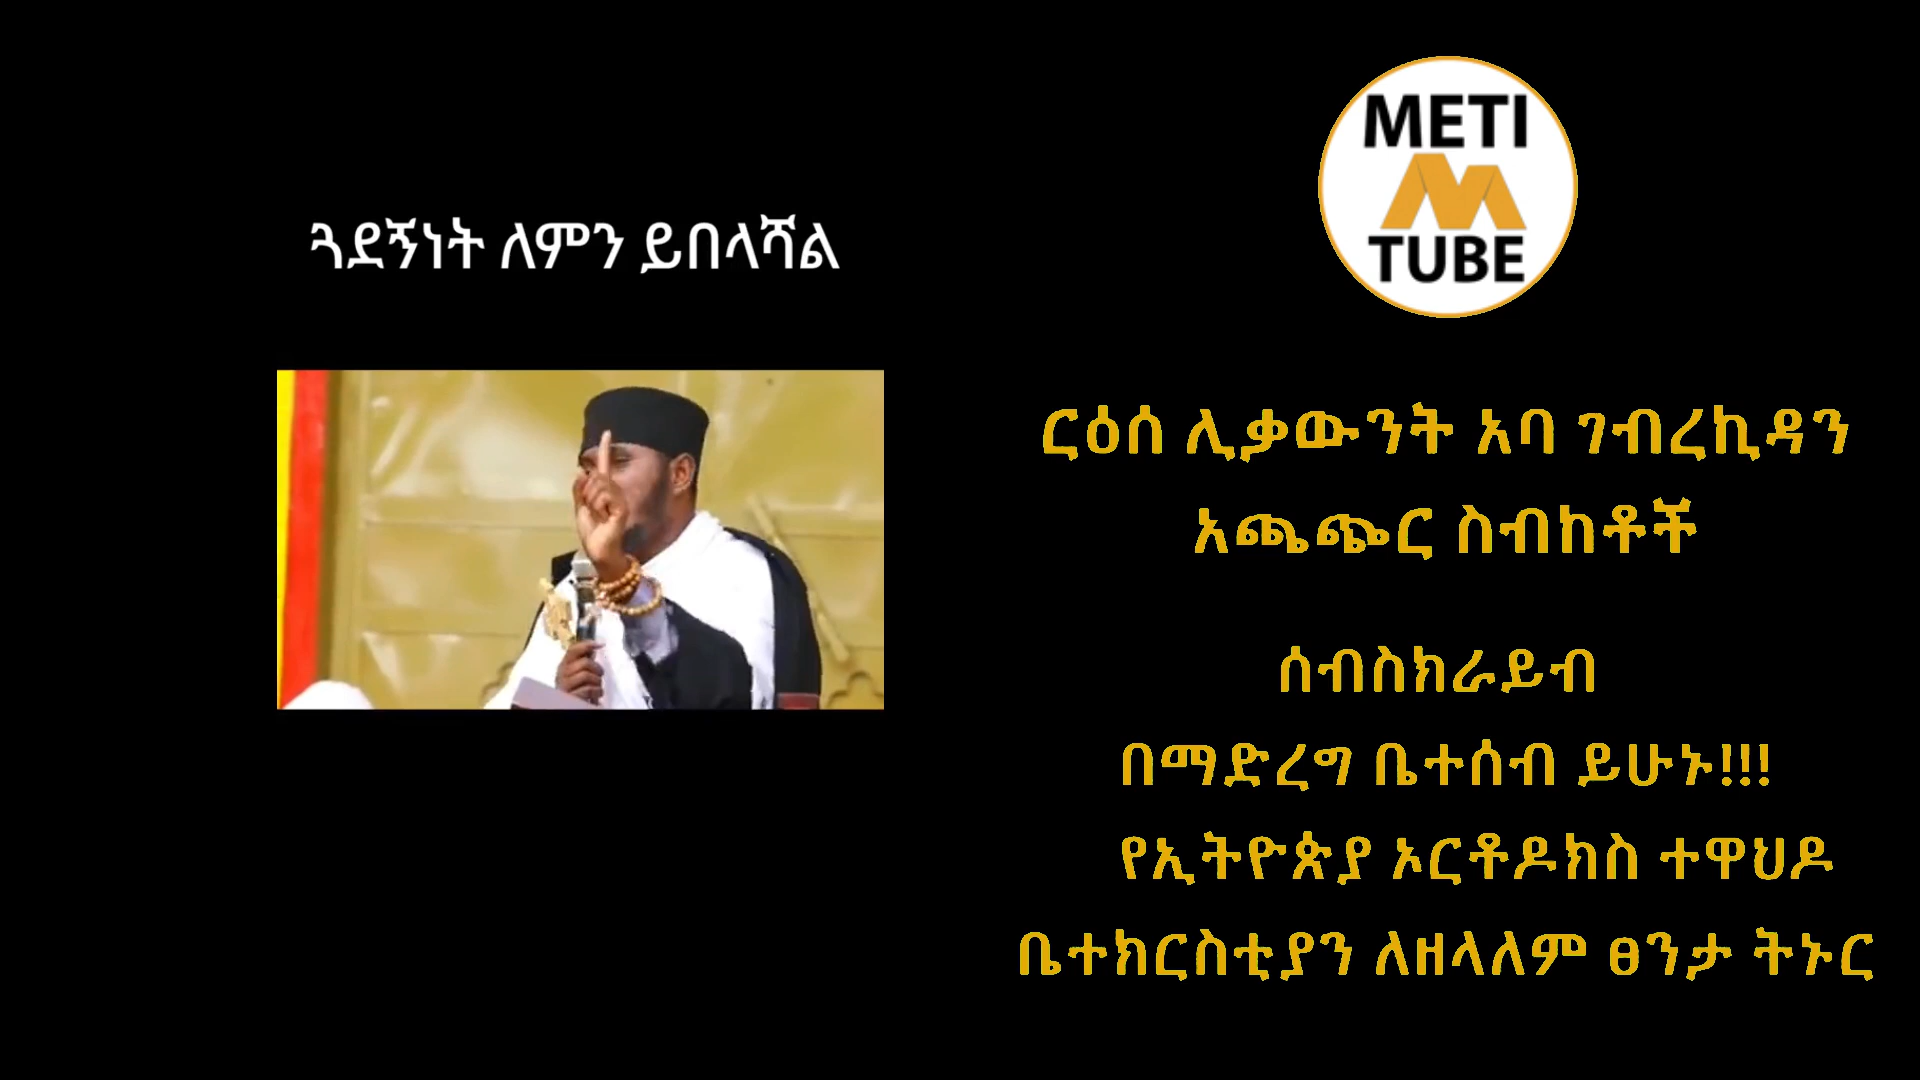 ጓደኝነት ለምን ይበላሻል
METI
TUBE
ርዕሰ ሊቃውንት አባ ገብረኪዳን
አጫጭር ስብከቶች
ሰብስክራይብ
በማድረግ ቤተሰብ ይሁኑ!!!
የኢትዮጵያ ኦርቶዶክስ ተዋህዶ
ቤተክርስቲያን ለዘላለም ፀንታ ትኑር